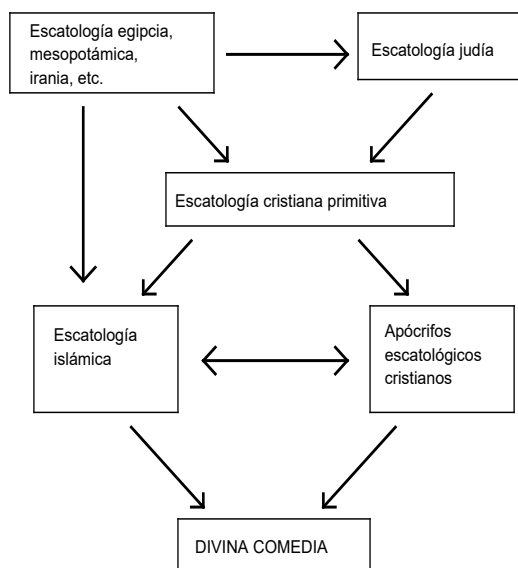 Escatología egipcia,
mesopotámica,
irania, etc.
Escatología judía
Escatología cristiana primitiva
Escatología
islámica
Apócrifos
escatológicos
cristianos
DIVINA COMEDIA